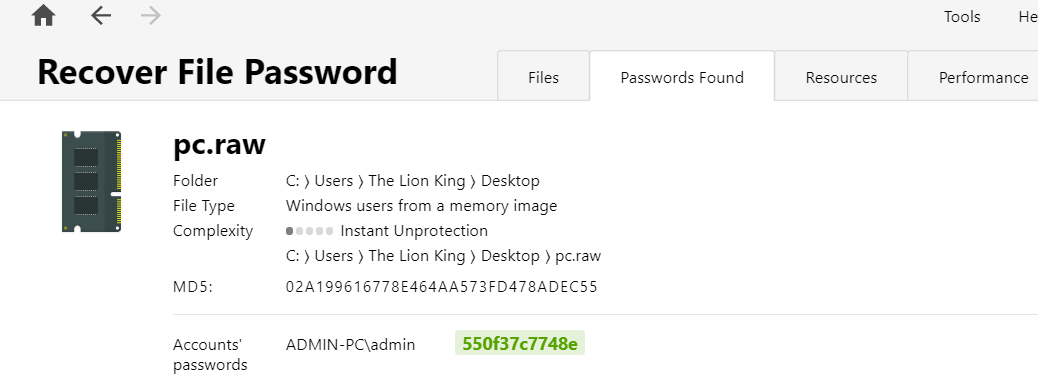 Tools He
Recover File Password
Files Passwords Found Resources Performance
pc.raw
Folder C: ⟩ Users ⟩ The Lion King ⟩ Desktop
File Type Windows users from a memory image
Complexity Instant Unprotection
C: ⟩ Users ⟩ The Lion King ⟩ Desktop ⟩ pc.raw
MD5: 02A199616778E464AA573FD478ADEC55
Accounts' ADMIN-PC\admin 550f37c7748e
passwords